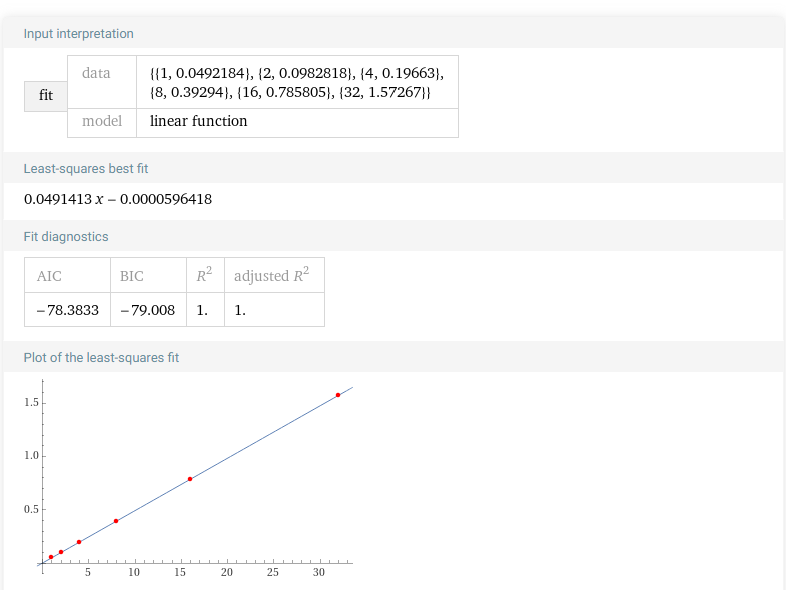 Input interpretation
fit
data
{{1, 0.0492184}, {2, 0.0982818}, {4, 0.19663},
{8, 0.39294}, {16, 0.785805}, {32, 1.57267}}
model
linear function
Least-squares best fit
0.0491413 x − 0.0000596418
Fit diagnostics
AIC BIC R² adjusted R²
−78.3833 −79.008 1. 1.
Plot of the least-squares fit
1.5
1.0
0.5
5 10 15 20 25 30